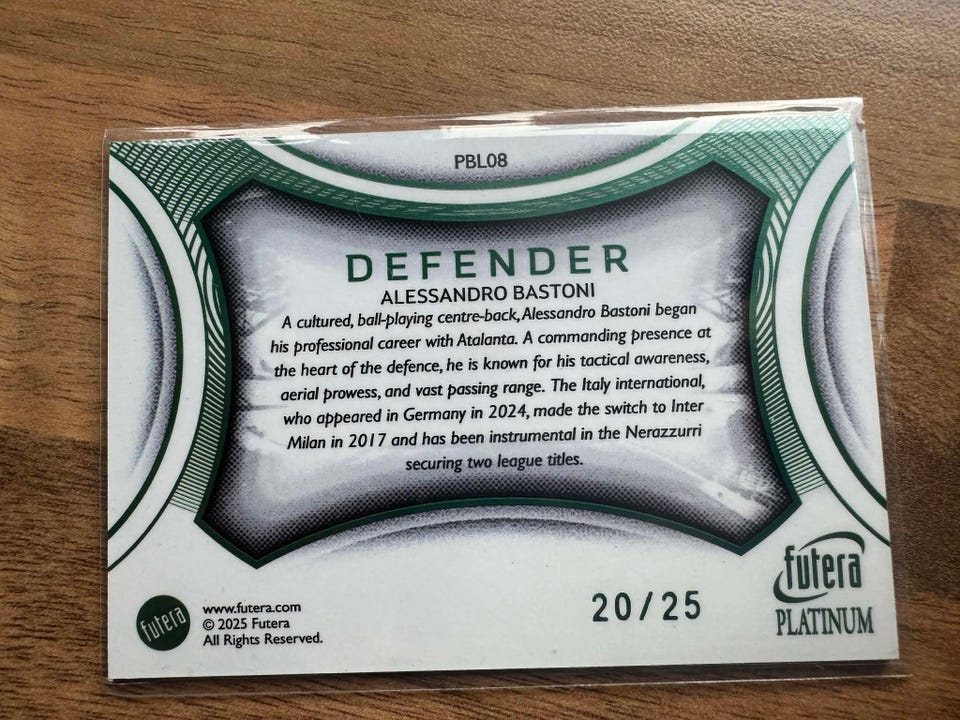 PBL08
DEFENDER
ALESSANDRO BASTONI
A cultured, ball-playing centre-back, Alessandro Bastoni began
his professional career with Atalanta. A commanding presence at
the heart of the defence, he is known for his tactical awareness,
aerial prowess, and vast passing range. The Italy international,
who appeared in Germany in 2024, made the switch to Inter
Milan in 2017 and has been instrumental in the Nerazzurri
securing two league titles.
futera
www.futera.com
© 2025 Futera
All Rights Reserved.
20/25
futera
PLATINUM